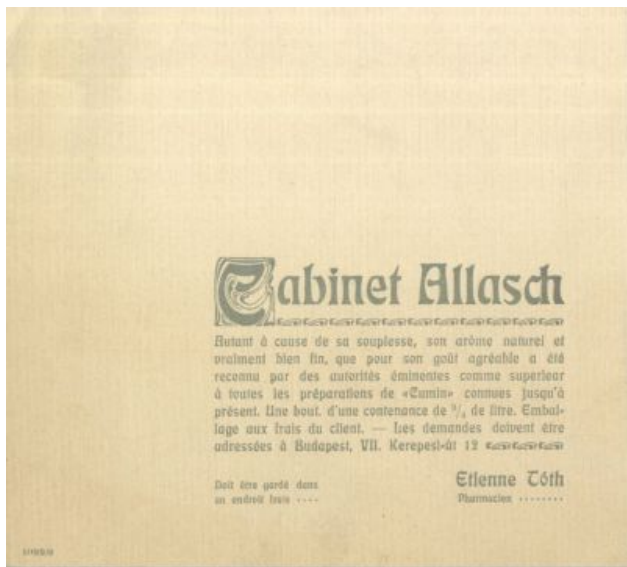 Cabinet Allasch
Autant à cause de sa souplesse, son arôme naturel et
vraiment bien fin, que pour son goût agréable a été
reconnu par des autorités éminentes comme superieur
à toutes les préparations de «Cumin» connues jusqu'à
présent. Une bout. d'une contenance de ³/₄ de litre. Embal-
lage aux frais du client. — Les demandes doivent être
adressées à Budapest, VII. Kerepesi-út 12
Doit être gardé dans
un endroit frais ····
Etienne Tóth
Pharmacien ········